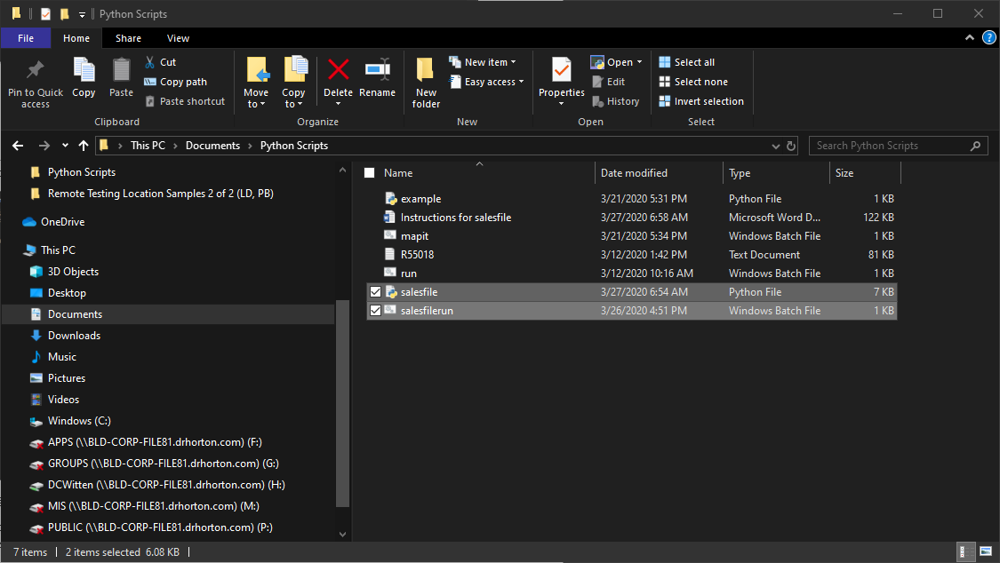 Python Scripts
File Home Share View
Pin to Quick access
Copy
Paste
Cut
Copy path
Paste shortcut
Clipboard
Move to
Copy to
Delete
Rename
Organize
New folder
New item
Easy access
New
Properties
Open
Edit
History
Open
Select all
Select none
Invert selection
Select
This PC > Documents > Python Scripts
Search Python Scripts
Python Scripts
Remote Testing Location Samples 2 of 2 (LD, PB)
OneDrive
This PC
3D Objects
Desktop
Documents
Downloads
Music
Pictures
Videos
Windows (C:)
APPS (\\BLD-CORP-FILE81.drhorton.com) (F:)
GROUPS (\\BLD-CORP-FILE81.drhorton.com) (G:)
DCWitten (\\BLD-CORP-FILE81.drhorton.com) (H:)
MIS (\\BLD-CORP-FILE81.drhorton.com) (M:)
PUBLIC (\\BLD-CORP-FILE81.drhorton.com) (P:)
Name Date modified Type Size
example 3/21/2020 5:31 PM Python File 1 KB
Instructions for salesfile 3/27/2020 6:58 AM Microsoft Word D... 122 KB
mapit 3/21/2020 5:34 PM Windows Batch File 1 KB
R55018 3/12/2020 1:42 PM Text Document 81 KB
run 3/12/2020 10:16 AM Windows Batch File 1 KB
salesfile 3/27/2020 6:54 AM Python File 7 KB
salesfilerun 3/26/2020 4:51 PM Windows Batch File 1 KB
7 items 2 items selected 6.08 KB